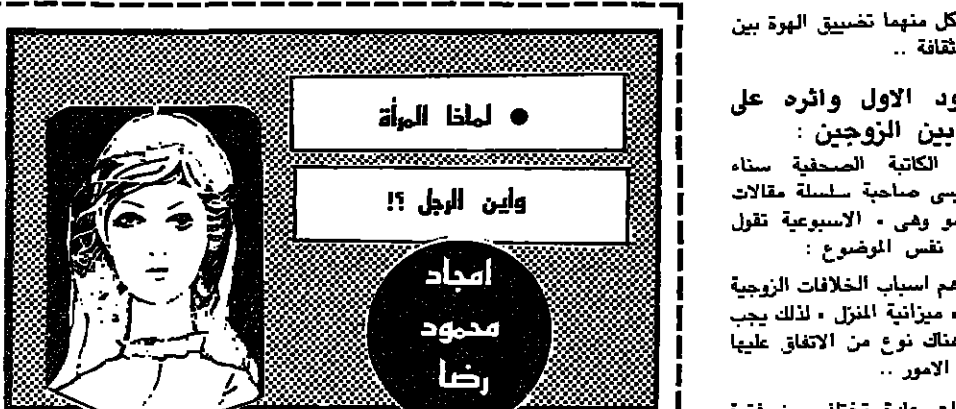 كل منهما تضييق الهوة بين
ثقافة ..
ود الاول واثره على
بين الزوجين :
الكاتبة الصحفية سناء
يسى صاحبة سلسلة مقالات
مو وهى • الاسبوعية تقول
نفس الموضوع :
هم اسباب الخلافات الزوجية
• ميزانية المنزل • لذلك يجب
هناك نوع من الاتفاق عليها
الامور ..
● لماذا المرأة
وأين الرجل ؟!
امجاد
محمود
رضا